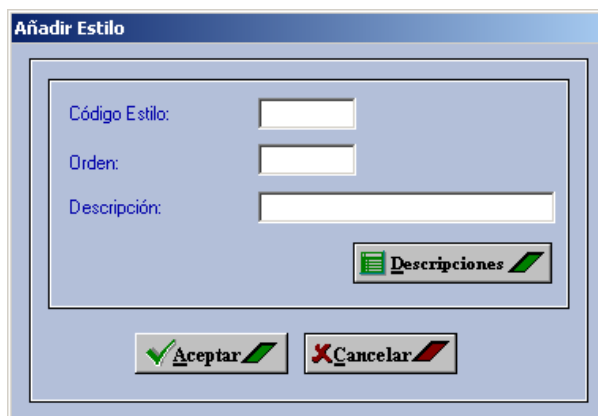 Añadir Estilo
Código Estilo:
Orden:
Descripción:
Descripciones
Aceptar
Cancelar